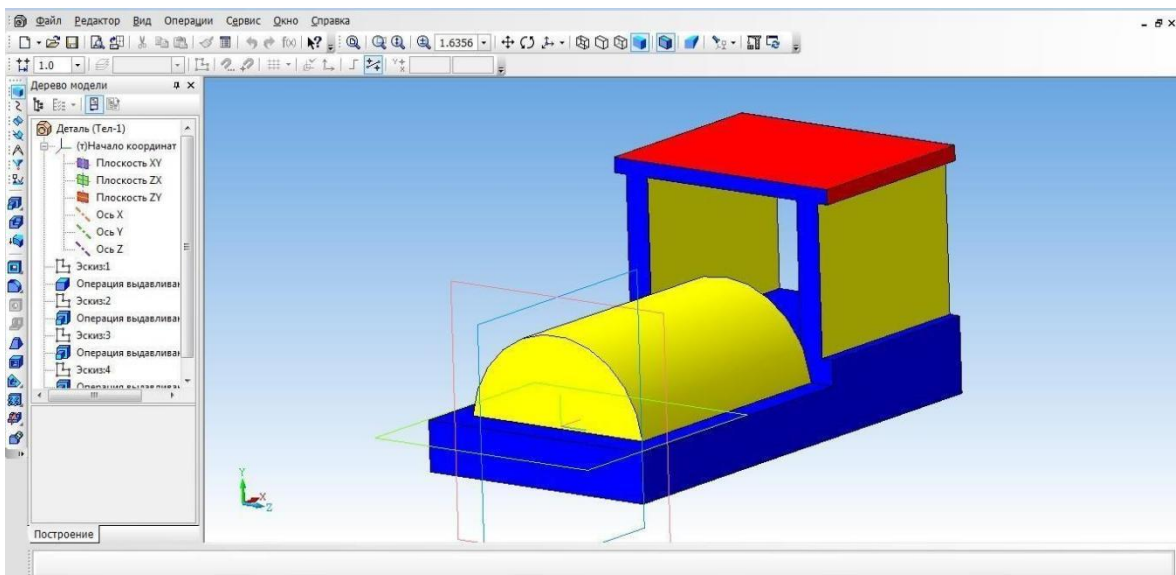 Файл Редактор Вид Операции Сервис Окно Справка
1.6356
1.0
Дерево модели
Деталь (Тел-1)
(т)Начало координат
Плоскость XY
Плоскость ZX
Плоскость ZY
Ось X
Ось Y
Ось Z
Эскиз:1
Операция выдавливан
Эскиз:2
Операция выдавливан
Эскиз:3
Операция выдавливан
Эскиз:4
Операция выдавливан
Построение
Y
X
Z